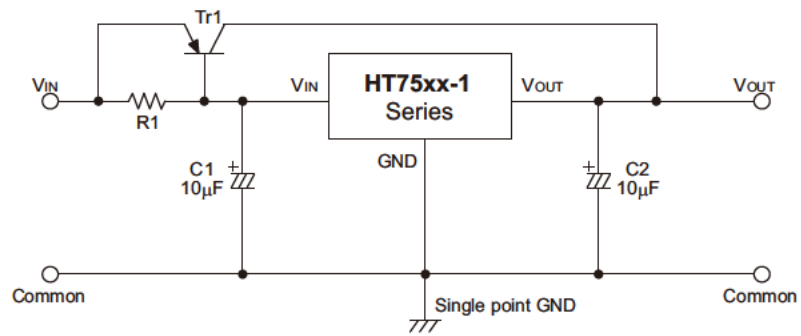 Tr1
VIN
R1
VIN
HT75xx-1
Series
VOUT
VOUT
GND
C1
10μF
+
C2
10μF
+
Common
Single point GND
Common